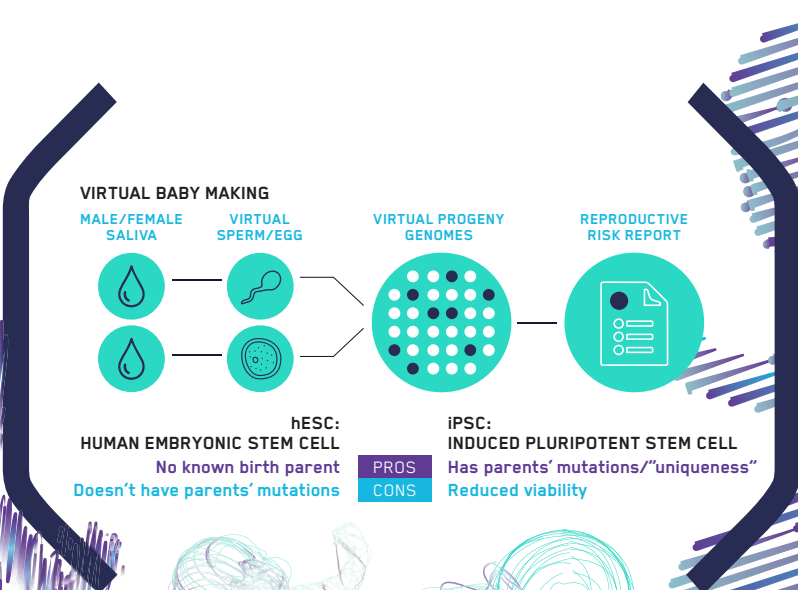 VIRTUAL BABY MAKING
MALE/FEMALE
SALIVA
VIRTUAL
SPERM/EGG
VIRTUAL PROGENY
GENOMES
REPRODUCTIVE
RISK REPORT
hESC:
HUMAN EMBRYONIC STEM CELL
iPSC:
INDUCED PLURIPOTENT STEM CELL
No known birth parent
PROS
Has parents’ mutations/”uniqueness”
Doesn’t have parents’ mutations
CONS
Reduced viability